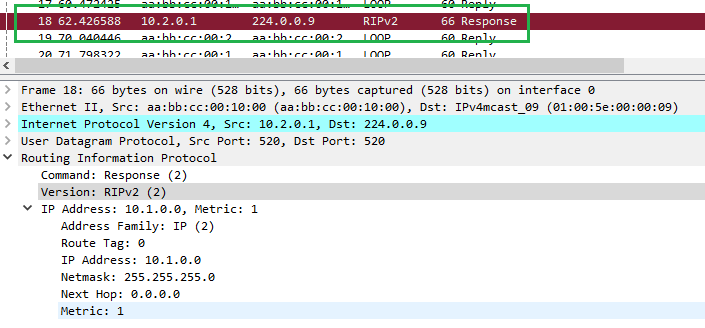 17 60.472425 aa:bb:cc:00:1… aa:bb:cc:00:1… LOOP 60 Reply
18 62.426588 10.2.0.1 224.0.0.9 RIPv2 66 Response
19 70.040446 aa:bb:cc:00:2… aa:bb:cc:00:2… LOOP 60 Reply
20 71.798322 aa:bb:cc:00:1… aa:bb:cc:00:1… LOOP 60 Reply
Frame 18: 66 bytes on wire (528 bits), 66 bytes captured (528 bits) on interface 0
Ethernet II, Src: aa:bb:cc:00:10:00 (aa:bb:cc:00:10:00), Dst: IPv4mcast_09 (01:00:5e:00:00:09)
Internet Protocol Version 4, Src: 10.2.0.1, Dst: 224.0.0.9
User Datagram Protocol, Src Port: 520, Dst Port: 520
Routing Information Protocol
Command: Response (2)
Version: RIPv2 (2)
IP Address: 10.1.0.0, Metric: 1
Address Family: IP (2)
Route Tag: 0
IP Address: 10.1.0.0
Netmask: 255.255.255.0
Next Hop: 0.0.0.0
Metric: 1